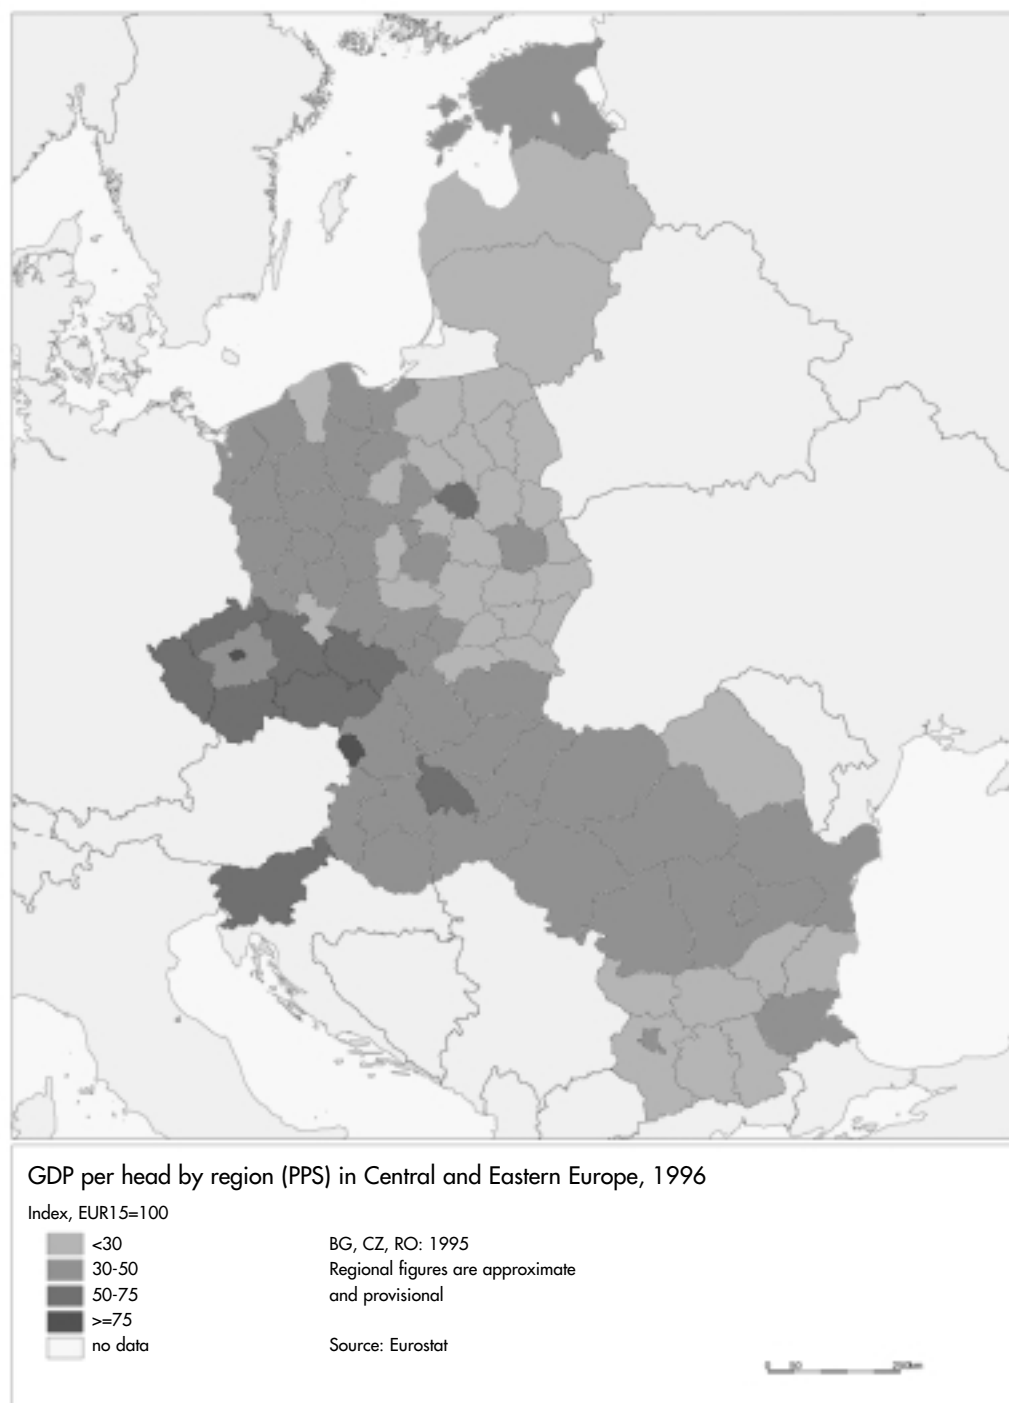 GDP per head by region (PPS) in Central and Eastern Europe, 1996
Index, EUR15=100
<30
30-50
50-75
>=75
no data
BG, CZ, RO: 1995
Regional figures are approximate
and provisional
Source: Eurostat